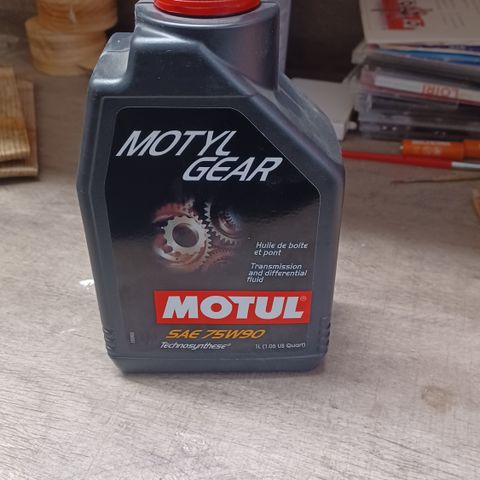 MOTYL
GEAR
Huile de boîte
et pont
Transmission
and differential
fluid
MOTUL
SAE 75W90
Technosynthese®
1L (1.05 US Quart)
LOIRI